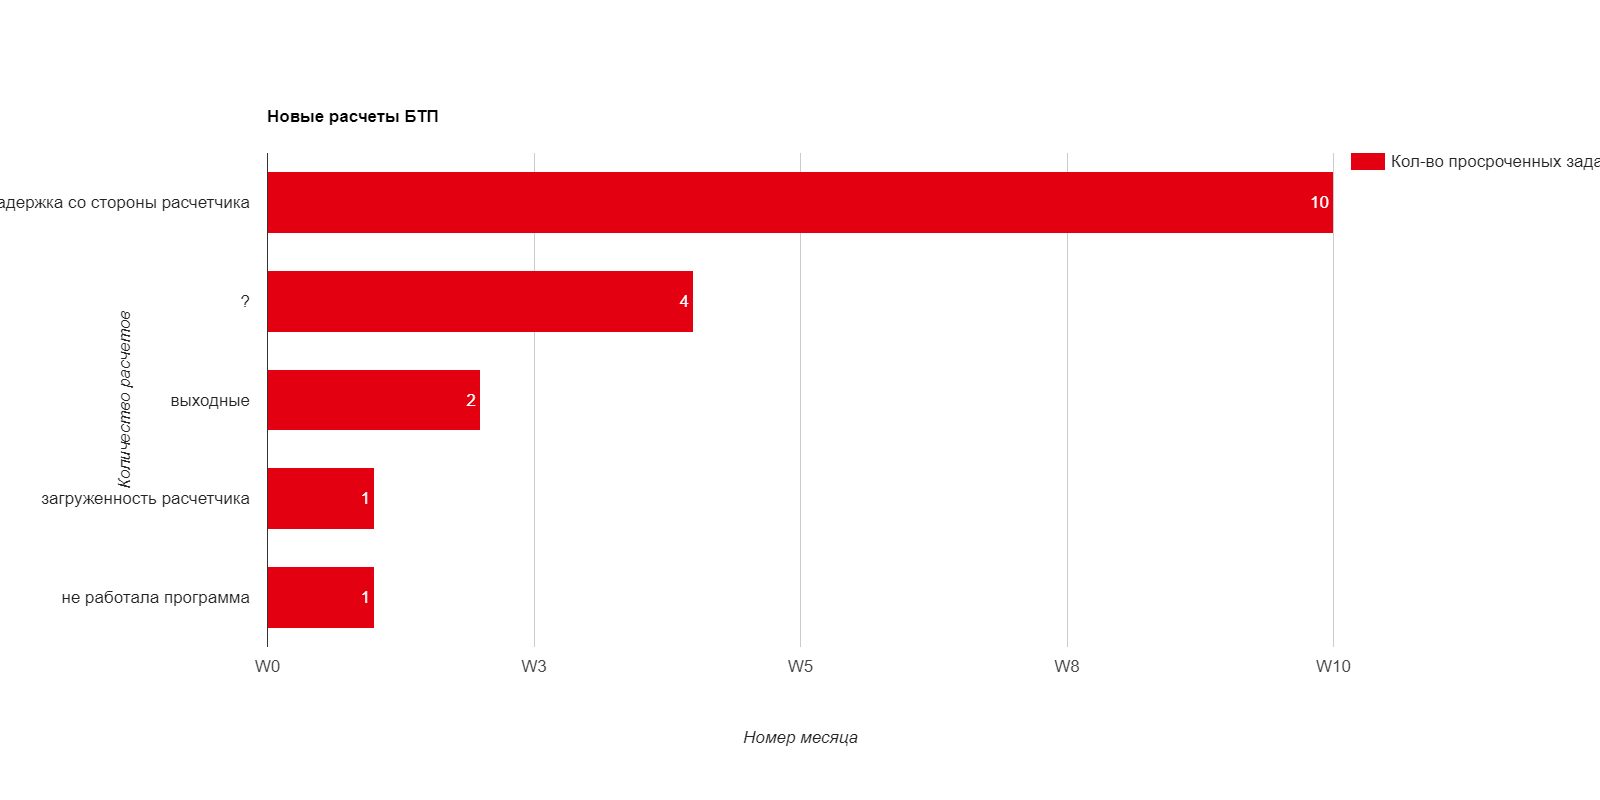 Новые расчеты БТП
Кол-во просроченных зада
адержка со стороны расчетчика
10
?
4
выходные
2
загруженность расчетчика
1
не работала программа
1
Количество расчетов
W0 W3 W5 W8 W10
Номер месяца